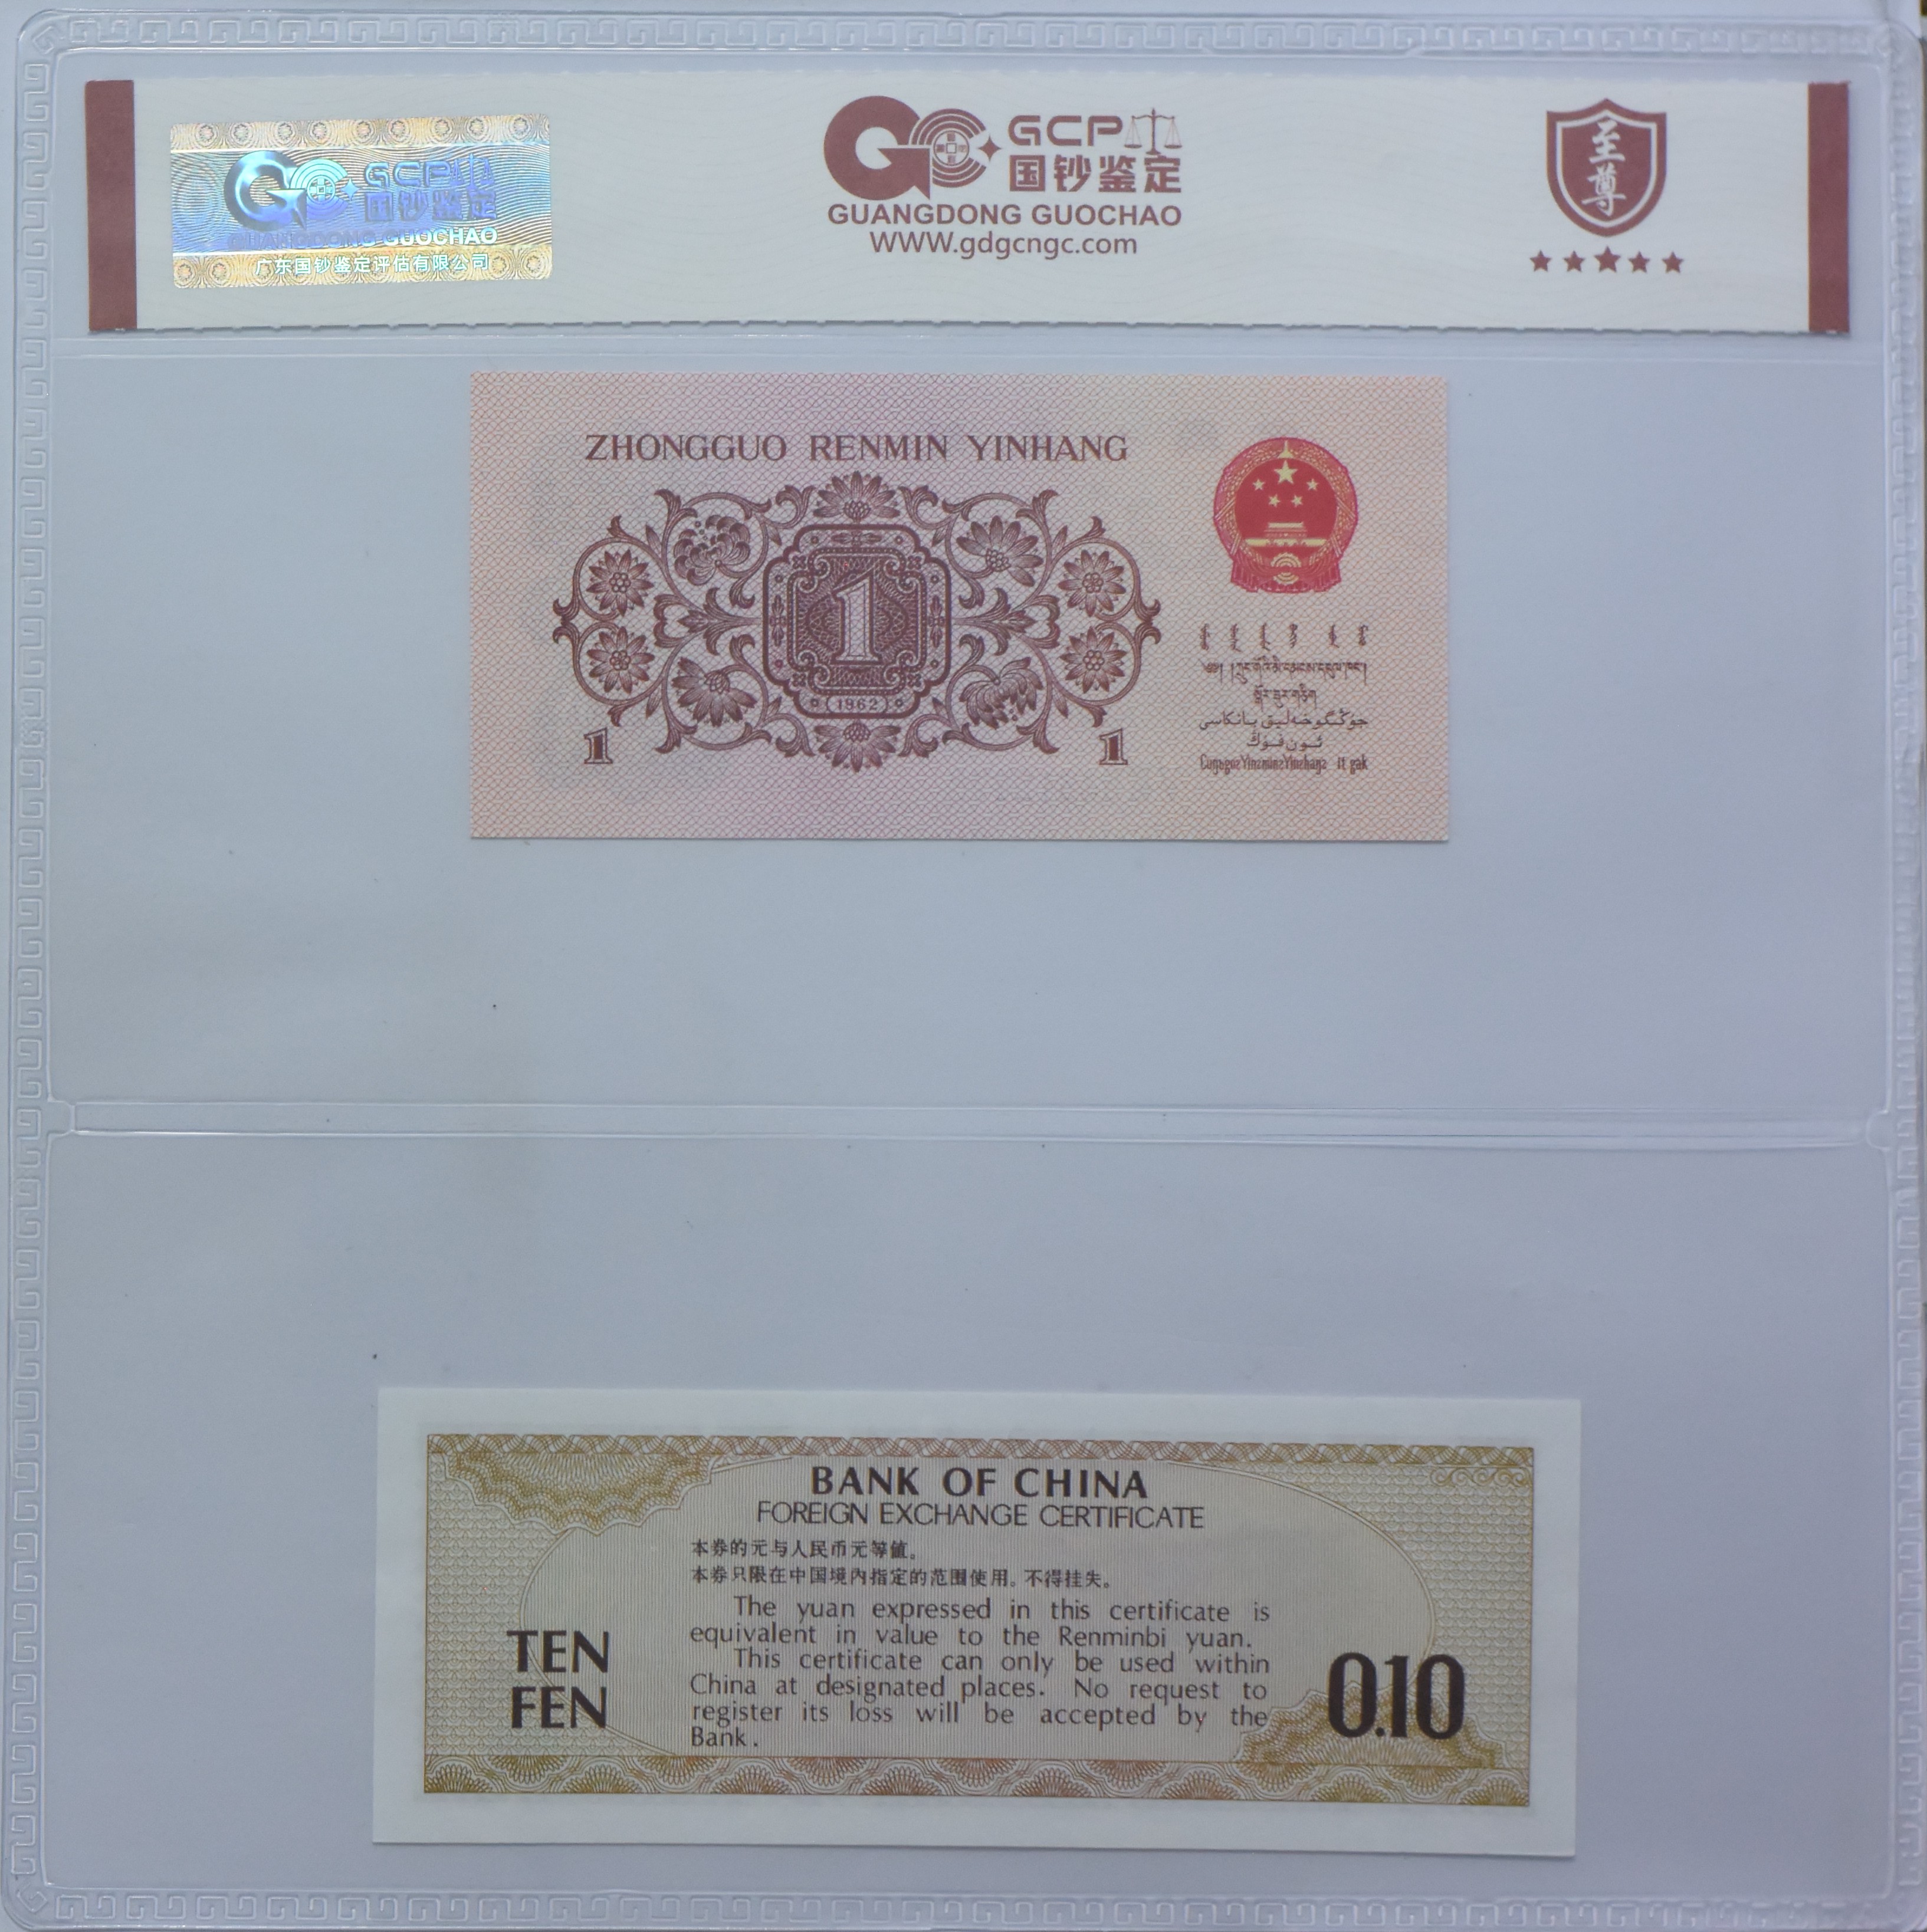 GCP
国钞鉴定
GUANGDONG GUOCHAO
广东国钞鉴定评估有限公司
GCP
国钞鉴定
GUANGDONG GUOCHAO
WWW.gdgcngc.com
至尊
ZHONGGUO RENMIN YINHANG
1
1962
1
1
BANK OF CHINA
FOREIGN EXCHANGE CERTIFICATE
本券的元与人民币元等值。
本券只限在中国境内指定的范围使用。不得挂失。
The yuan expressed in this certificate is
equivalent in value to the Renminbi yuan.
This certificate can only be used within
China at designated places. No request to
register its loss will be accepted by the
Bank.
TEN
FEN
0.10